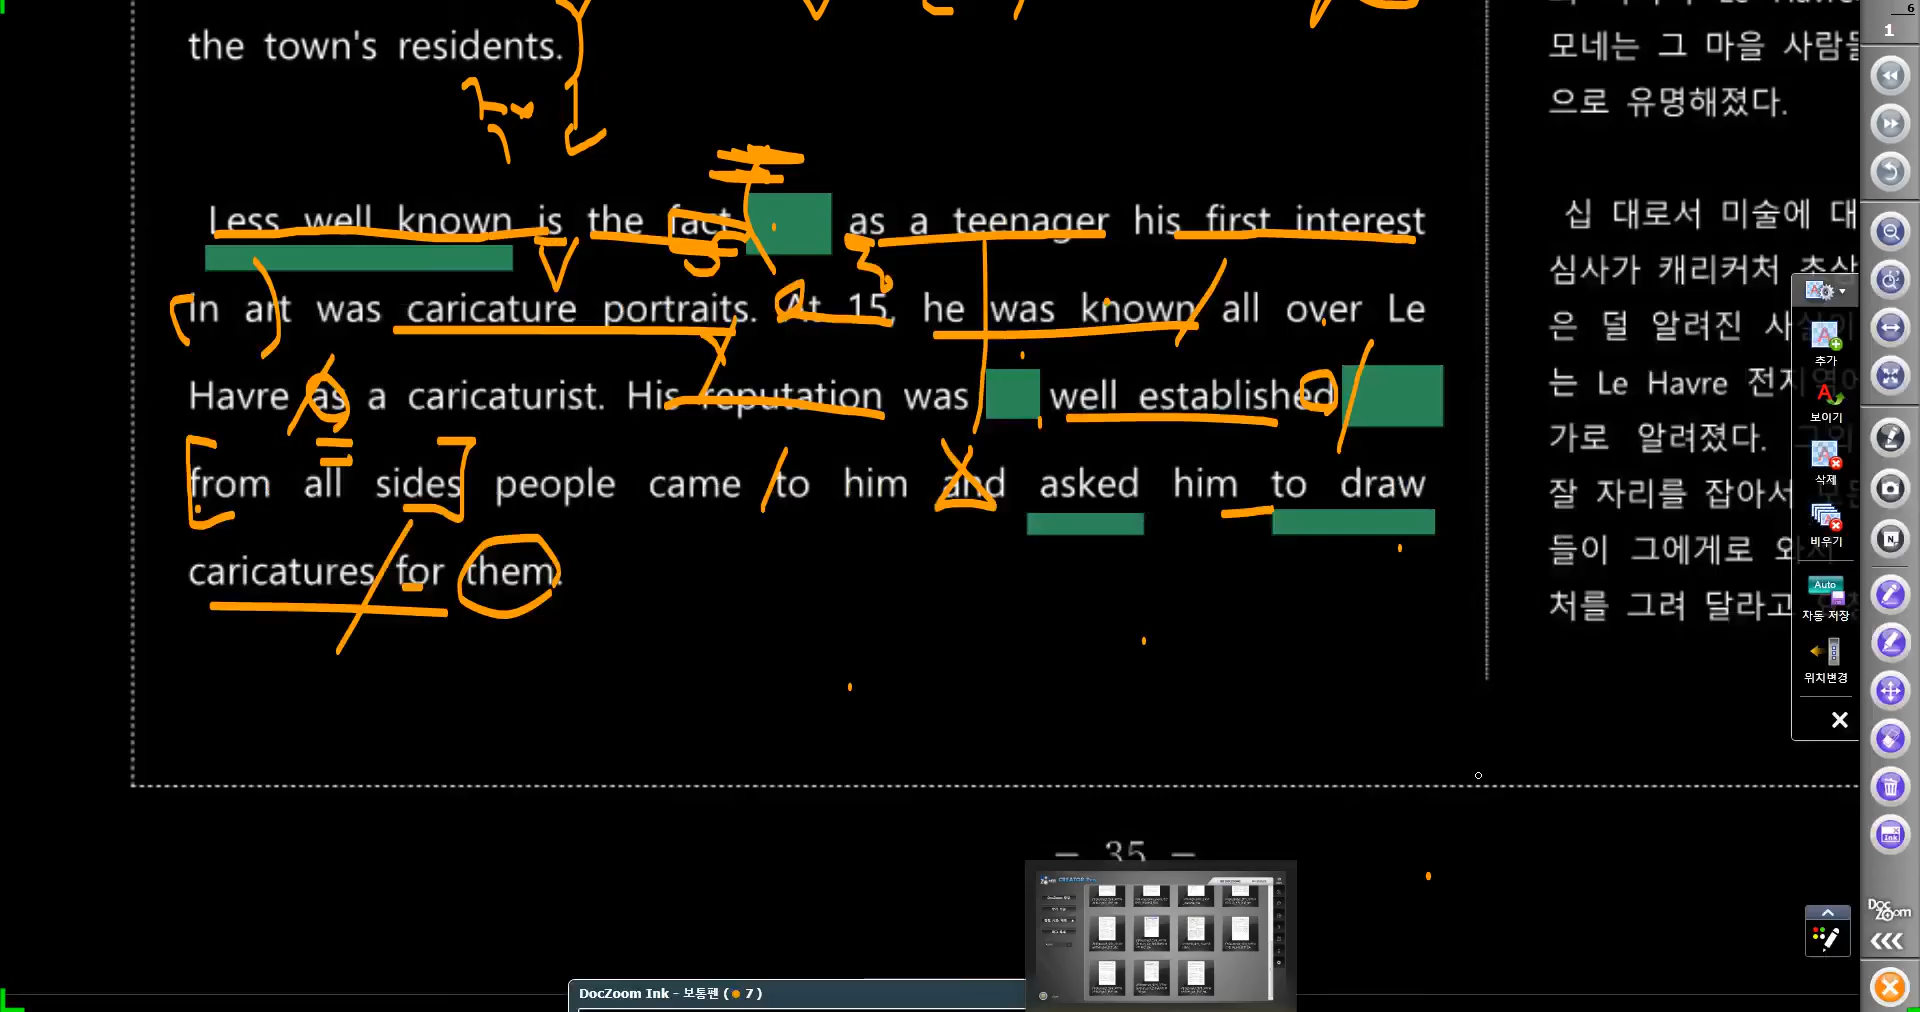 the town's residents.
Less well known is the fact as a teenager his first interest
in art was caricature portraits. At 15, he was known all over Le
Havre as a caricaturist. His reputation was well established
from all sides people came to him and asked him to draw
caricatures for them.
모네는 그 마을 사람들
으로 유명해졌다.
십 대로서 미술에 대
심사가 캐리커처 초상
은 덜 알려진
는 Le Havre 전지역에
가로 알려졌다. 그의
잘 자리를 잡아서
들이 그에게로 와서
처를 그려 달라고
- 35 -
6
1
추가
보이기
삭제
비우기
Auto
자동 저장
위치변경
Doc
Zoom
DocZoom Ink - 보통펜 ( 7 )